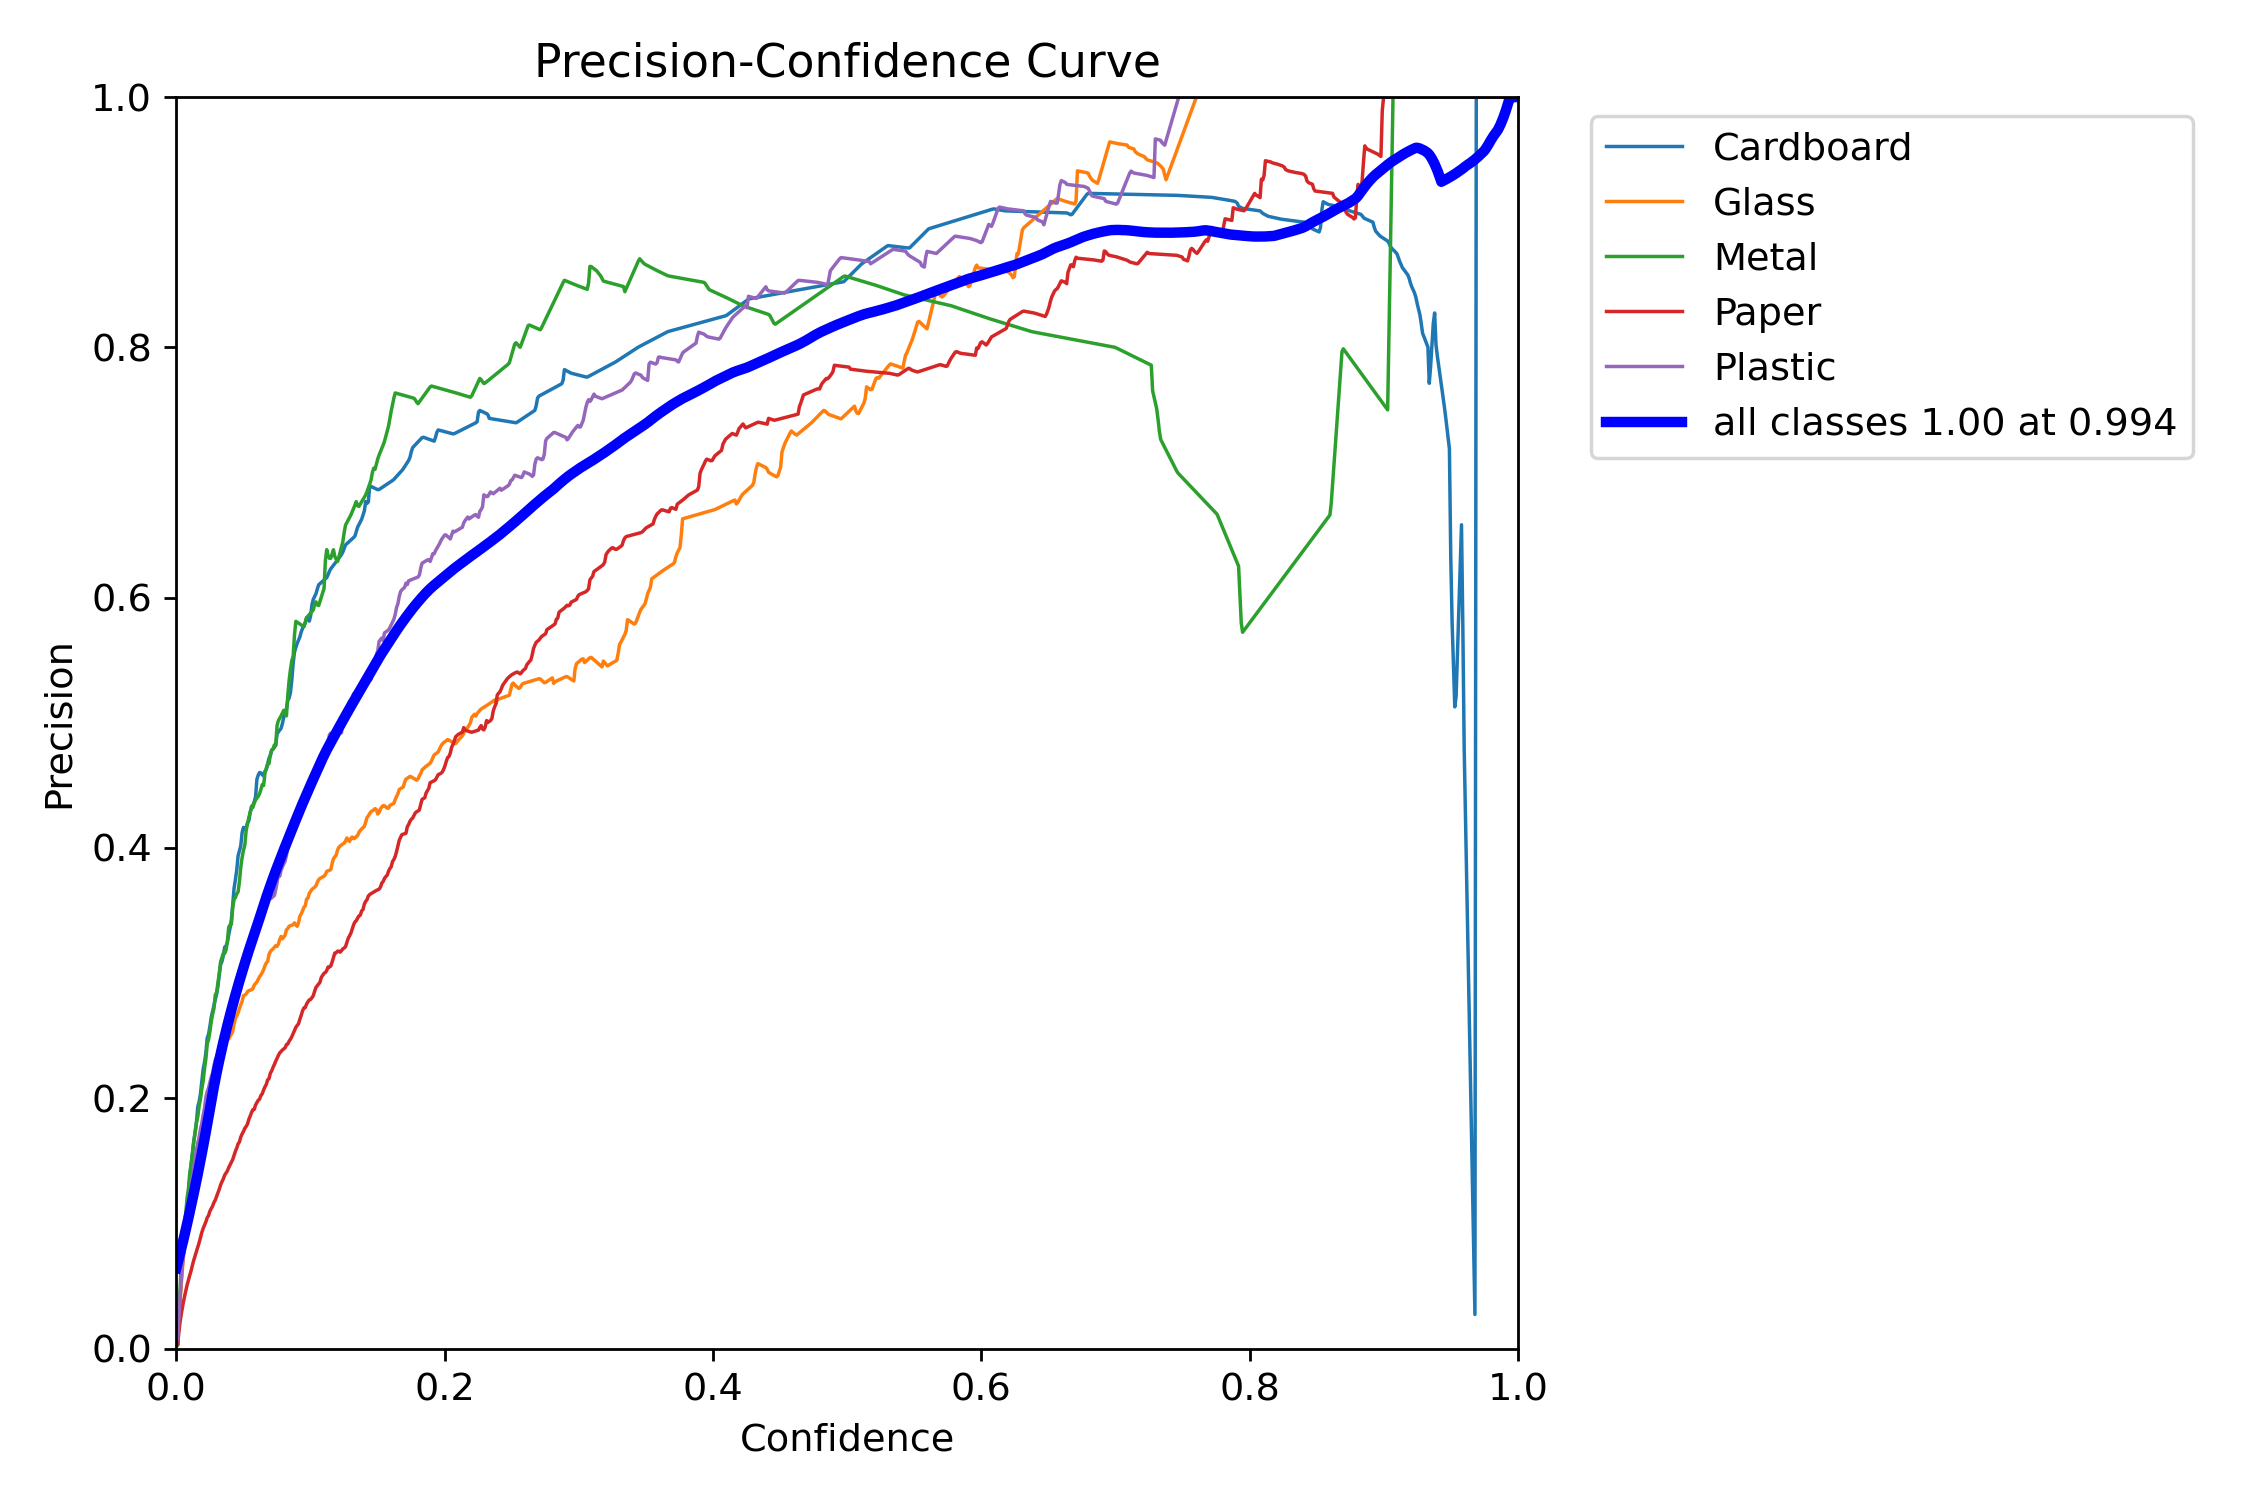 Precision-Confidence Curve
1.0
0.8
0.6
0.4
0.2
0.0
Precision
0.0 0.2 0.4 0.6 0.8 1.0
Confidence
Cardboard
Glass
Metal
Paper
Plastic
all classes 1.00 at 0.994